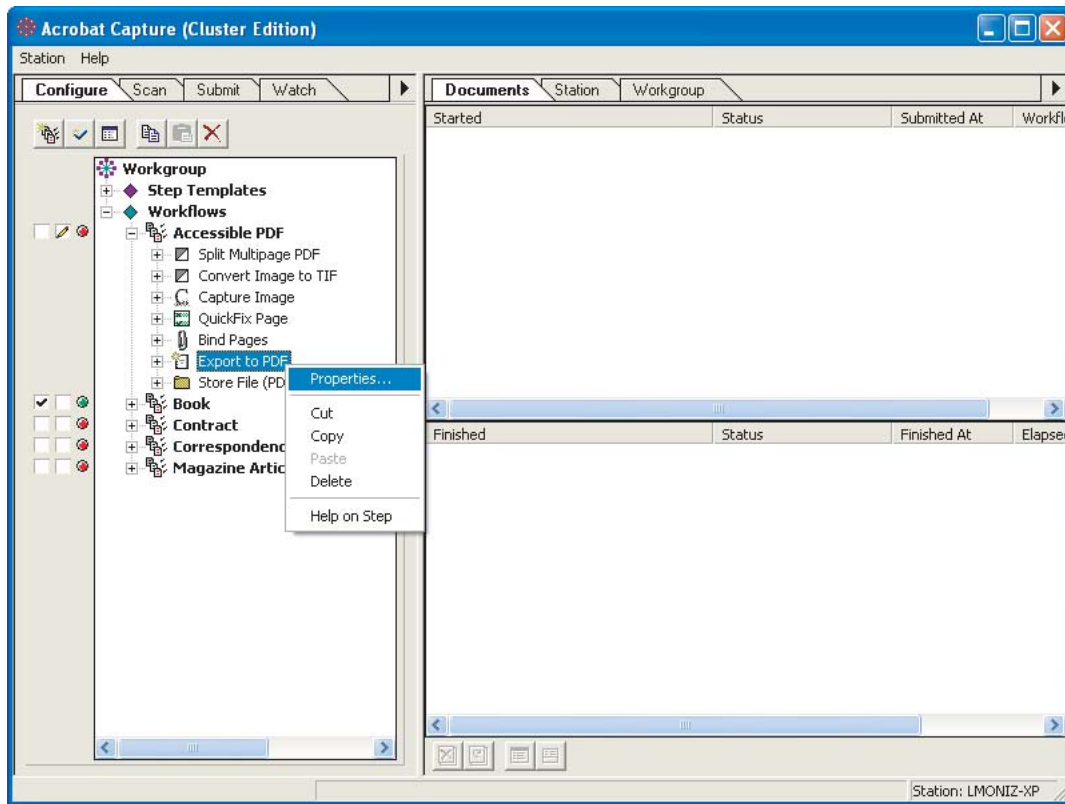 Acrobat Capture (Cluster Edition)
Station Help
Configure Scan Submit Watch
Documents Station Workgroup
Started Status Submitted At Workfl
Workgroup
Step Templates
Workflows
Accessible PDF
Split Multipage PDF
Convert Image to TIF
Capture Image
QuickFix Page
Bind Pages
Export to PDF
Store File (PD
Book
Contract
Correspondenc
Magazine Artic
Properties...
Cut
Copy
Paste
Delete
Help on Step
Finished Status Finished At Elapse
Station: LMONIZ-XP